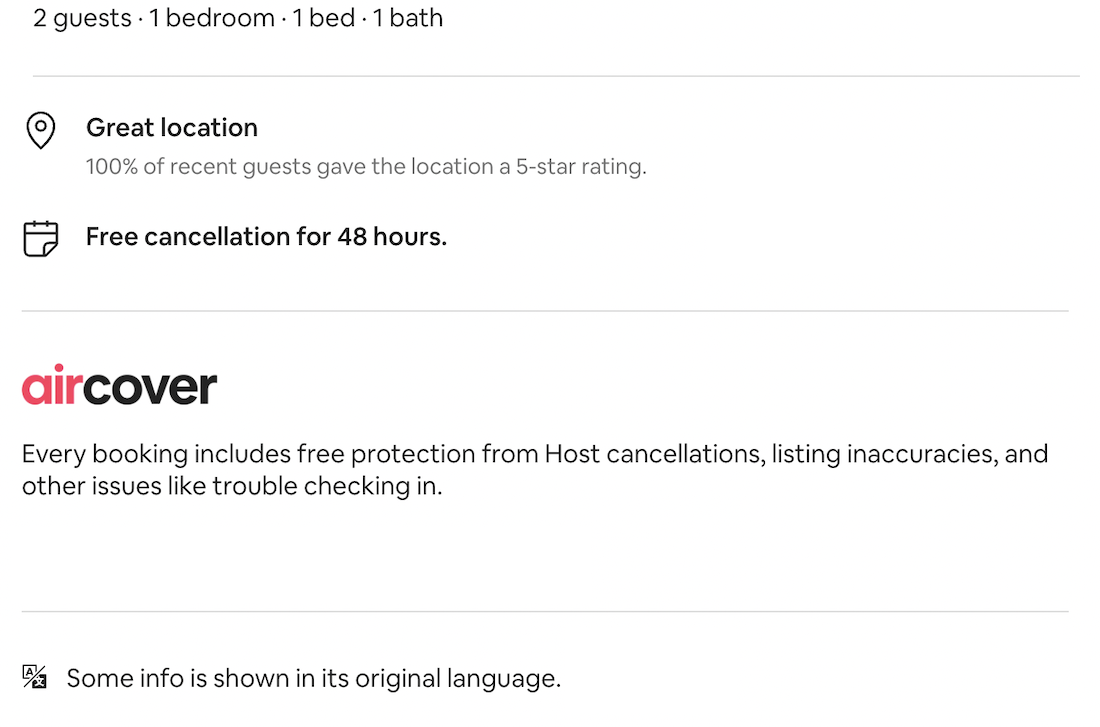 2 guests · 1 bedroom · 1 bed · 1 bath
Great location
100% of recent guests gave the location a 5-star rating.
Free cancellation for 48 hours.
aircover
Every booking includes free protection from Host cancellations, listing inaccuracies, and
other issues like trouble checking in.
Some info is shown in its original language.